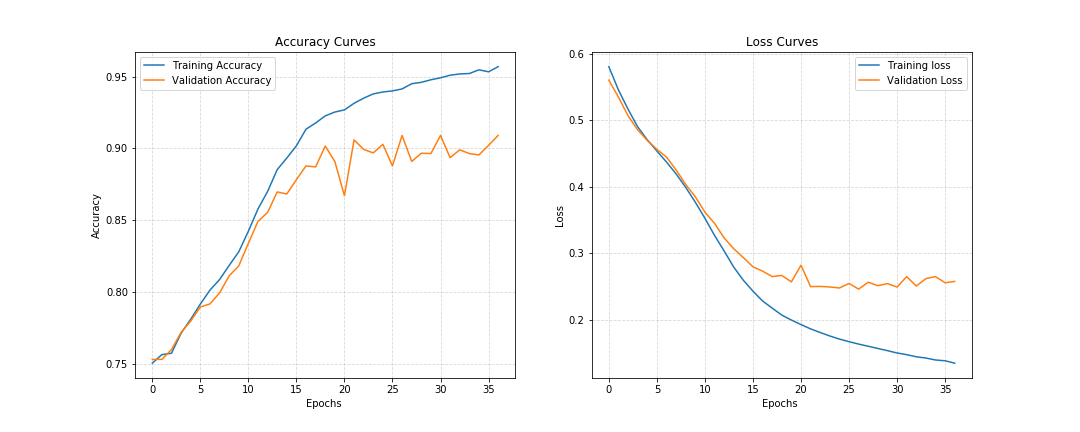 Accuracy Curves
Training Accuracy
Validation Accuracy
0.95
0.90
0.85
0.80
0.75
Accuracy
0 5 10 15 20 25 30 35
Epochs
Loss Curves
Training loss
Validation Loss
0.6
0.5
0.4
0.3
0.2
Loss
0 5 10 15 20 25 30 35
Epochs